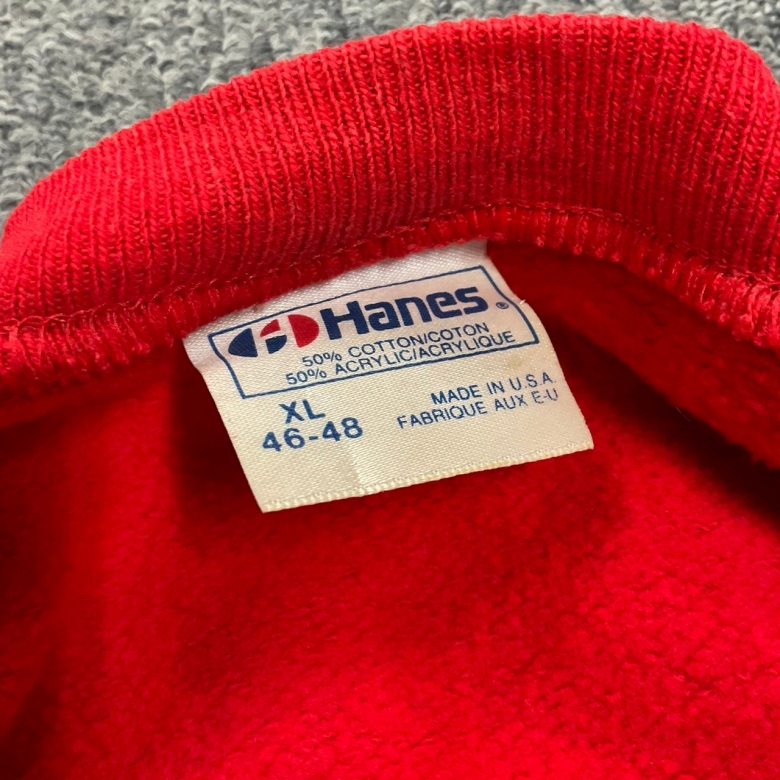 Hanes®
50% COTTON/COTON
50% ACRYLIC/ACRYLIQUE
XL
46-48
MADE IN U.S.A.
FABRIQUE AUX E-U